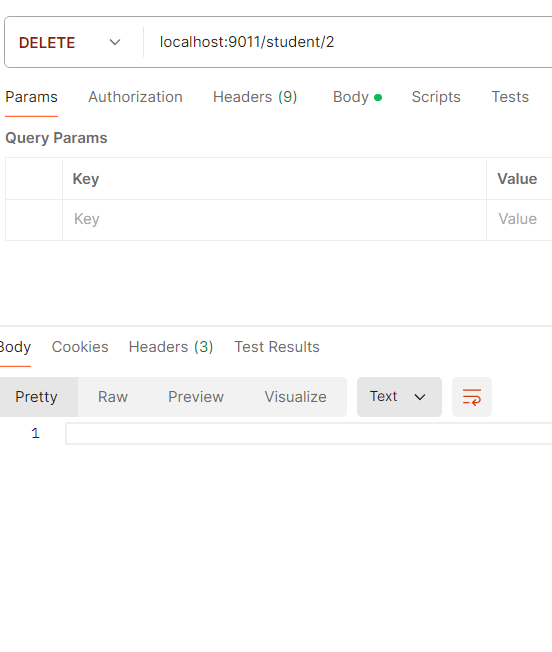 DELETE localhost:9011/student/2
Params Authorization Headers (9) Body Scripts Tests
Query Params
Key Value
Key Value
Body Cookies Headers (3) Test Results
Pretty Raw Preview Visualize Text
1